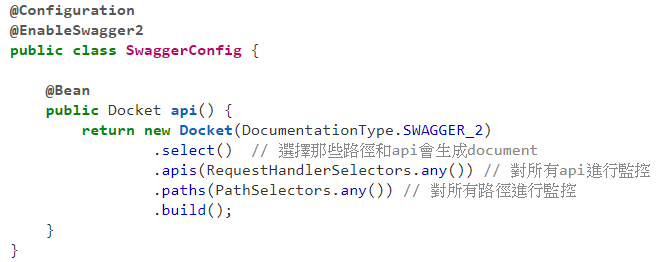 @Configuration
@EnableSwagger2
public class SwaggerConfig {
@Bean
public Docket api() {
return new Docket(DocumentationType.SWAGGER_2)
.select()  // 選擇那些路徑和api會生成document
.apis(RequestHandlerSelectors.any()) // 對所有api進行監控
.paths(PathSelectors.any()) // 對所有路徑進行監控
.build();
}
}